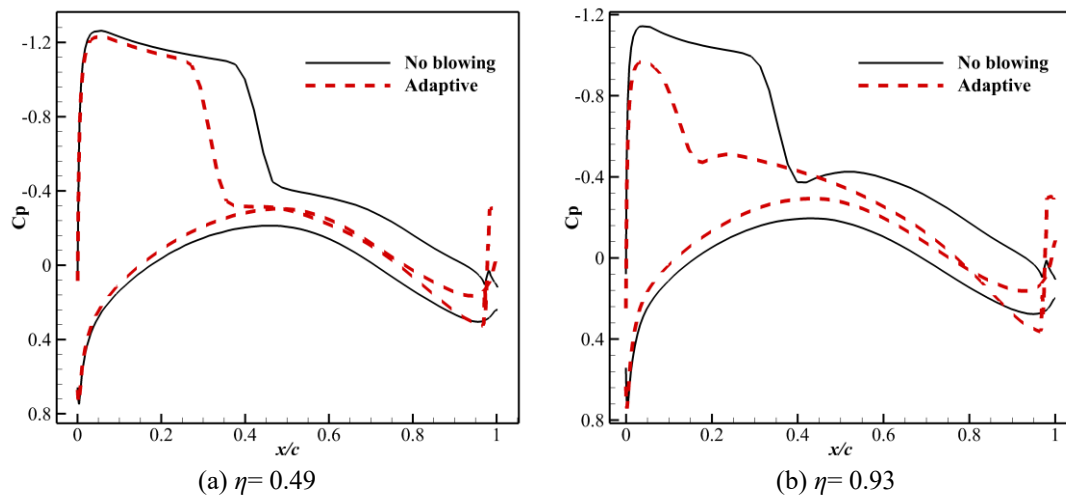 No blowing
Adaptive
Cp
-1.2
-0.8
-0.4
0
0.4
0.8
0 0.2 0.4 0.6 0.8 1
x/c
(a) η= 0.49
No blowing
Adaptive
Cp
-1.2
-0.8
-0.4
0
0.4
0.8
0 0.2 0.4 0.6 0.8 1
x/c
(b) η= 0.93